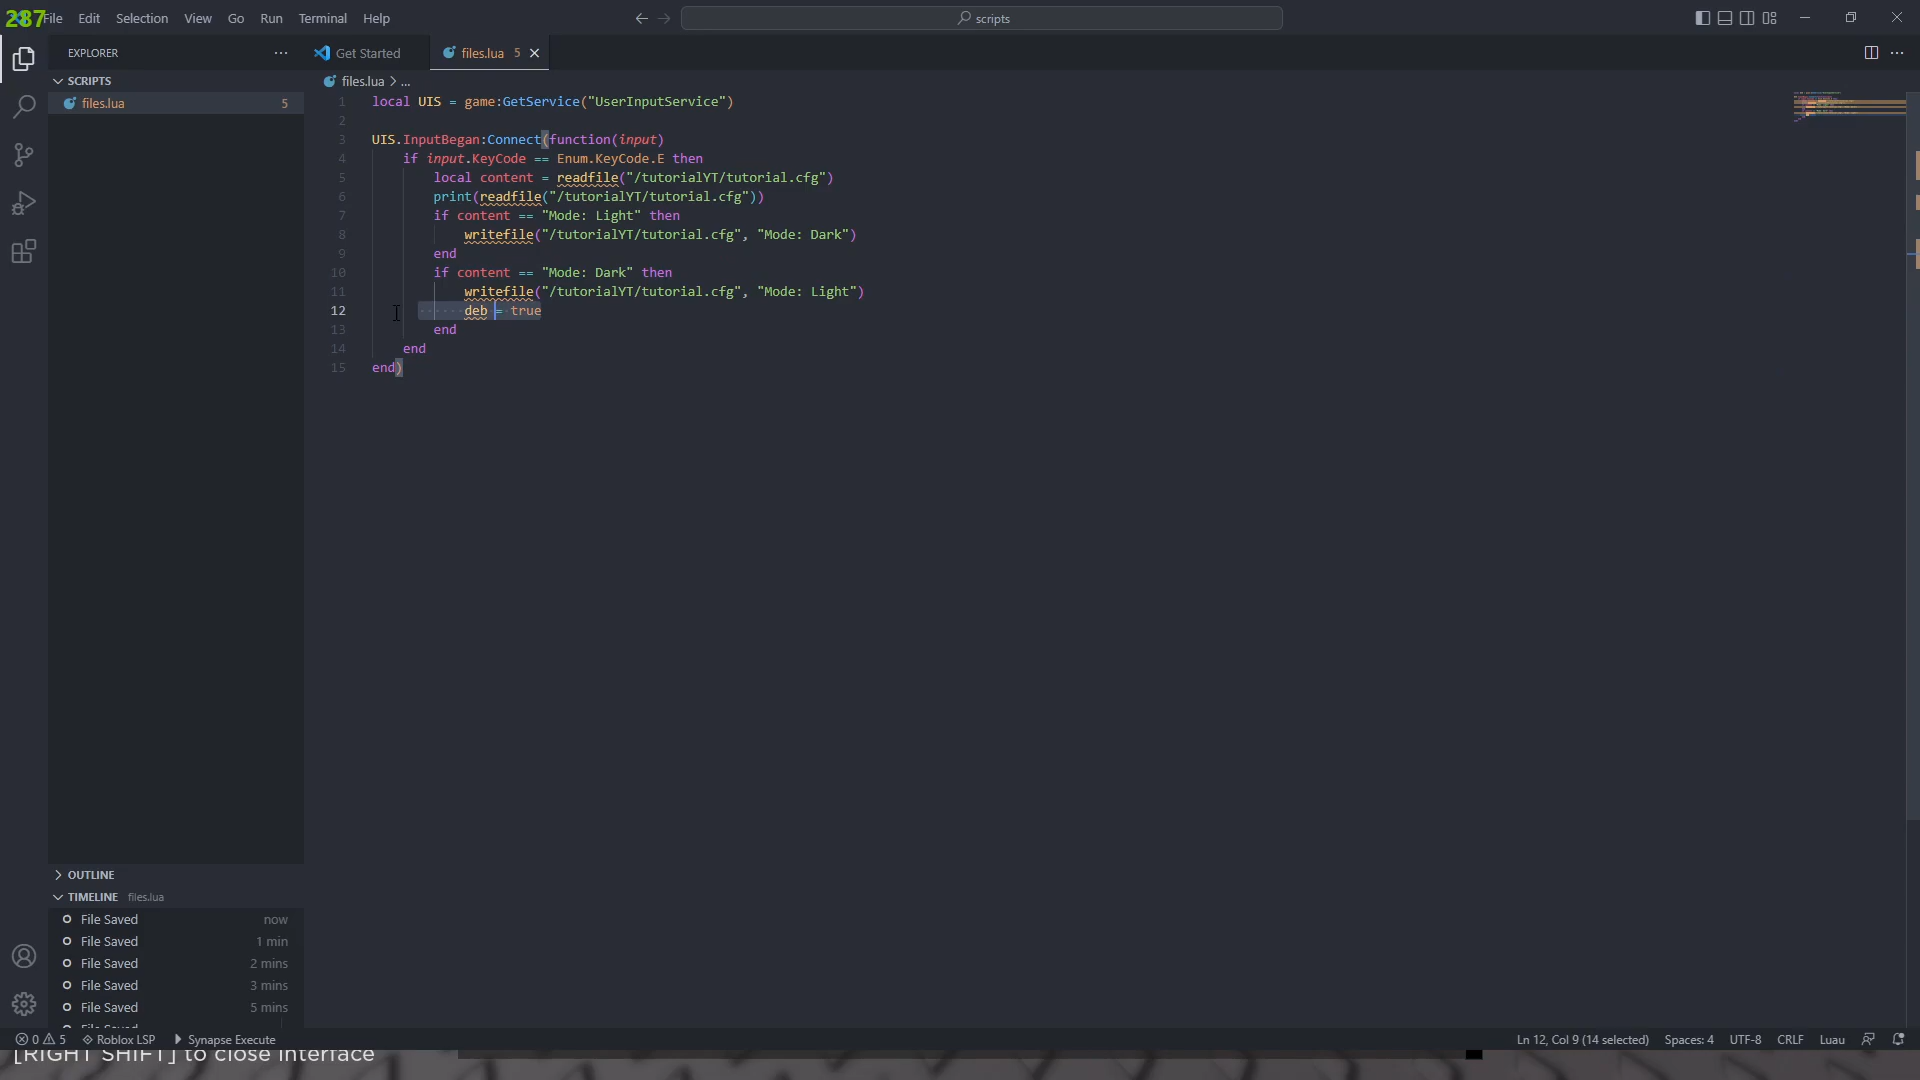 287
File Edit Selection View Go Run Terminal Help
scripts
EXPLORER
Get Started
files.lua 5
SCRIPTS
files.lua 5
files.lua > ...
1 local UIS = game:GetService("UserInputService")
2
3 UIS.InputBegan:Connect(function(input)
4 if input.KeyCode == Enum.KeyCode.E then
5 local content = readfile("/tutorialYT/tutorial.cfg")
6 print(readfile("/tutorialYT/tutorial.cfg"))
7 if content == "Mode: Light" then
8 writefile("/tutorialYT/tutorial.cfg", "Mode: Dark")
9 end
10 if content == "Mode: Dark" then
11 writefile("/tutorialYT/tutorial.cfg", "Mode: Light")
12 deb = true
13 end
14 end
15 end)
OUTLINE
TIMELINE files.lua
File Saved now
File Saved 1 min
File Saved 2 mins
File Saved 3 mins
File Saved 5 mins
File Saved
0 5 Roblox LSP Synapse Execute
Ln 12, Col 9 (14 selected) Spaces: 4 UTF-8 CRLF Luau
[RIGHT SHIFT] to close interface